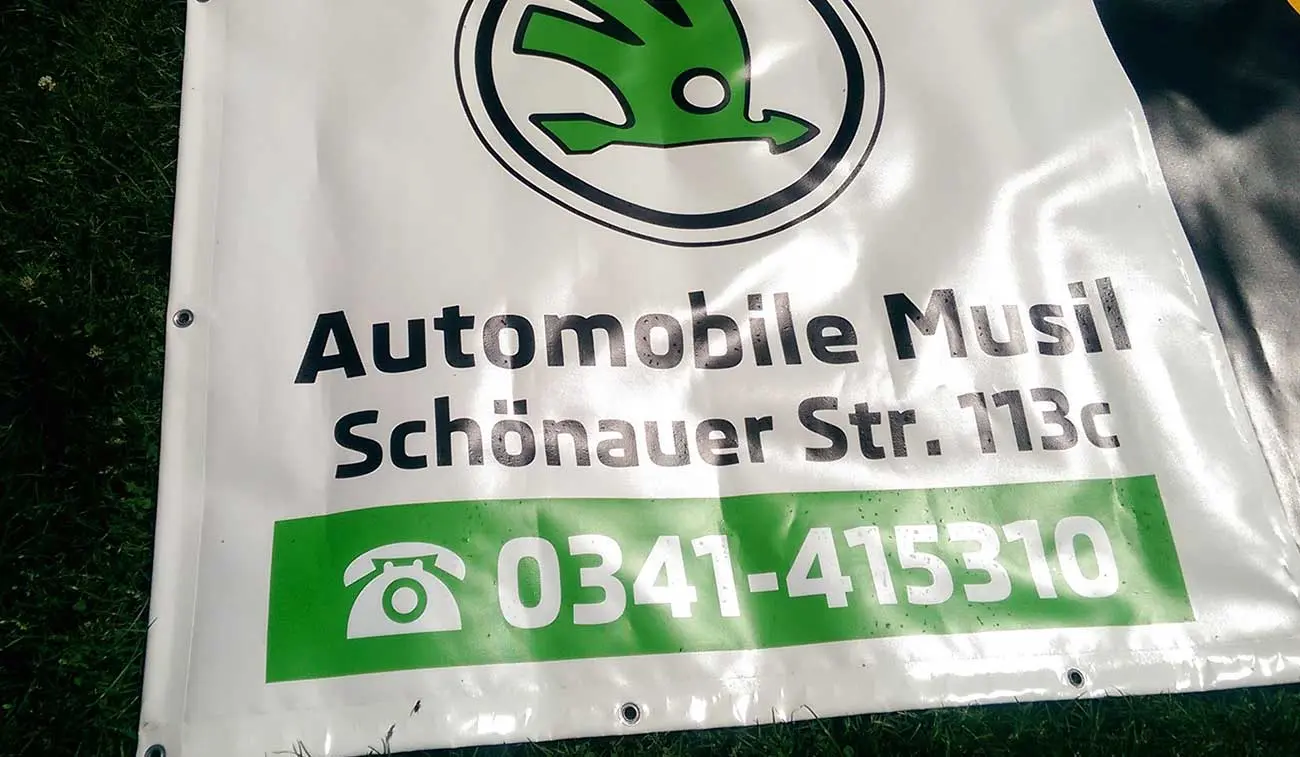 Automobile Musil
Schönauer Str. 113c
0341-415310